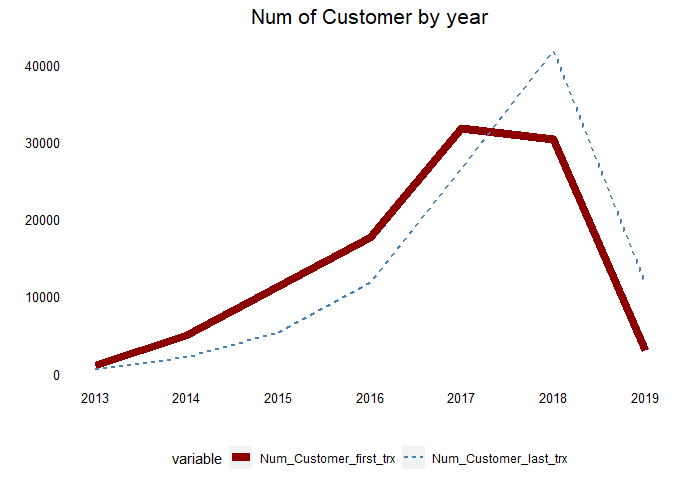 Num of Customer by year
40000
30000
20000
10000
0
2013 2014 2015 2016 2017 2018 2019
variable Num_Customer_first_trx Num_Customer_last_trx